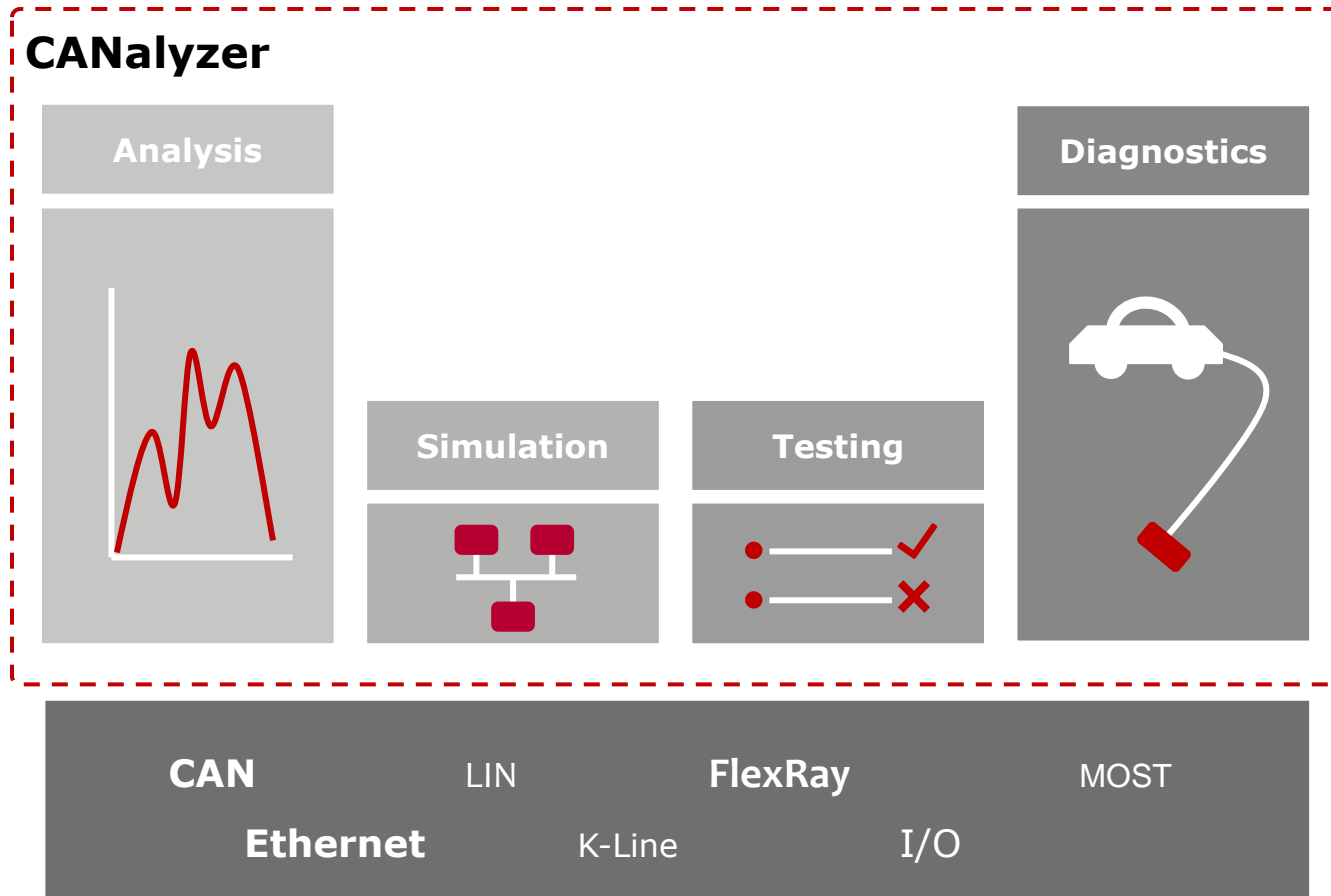 CANalyzer
Analysis
Diagnostics
Simulation
Testing
CAN LIN FlexRay MOST
Ethernet K-Line I/O